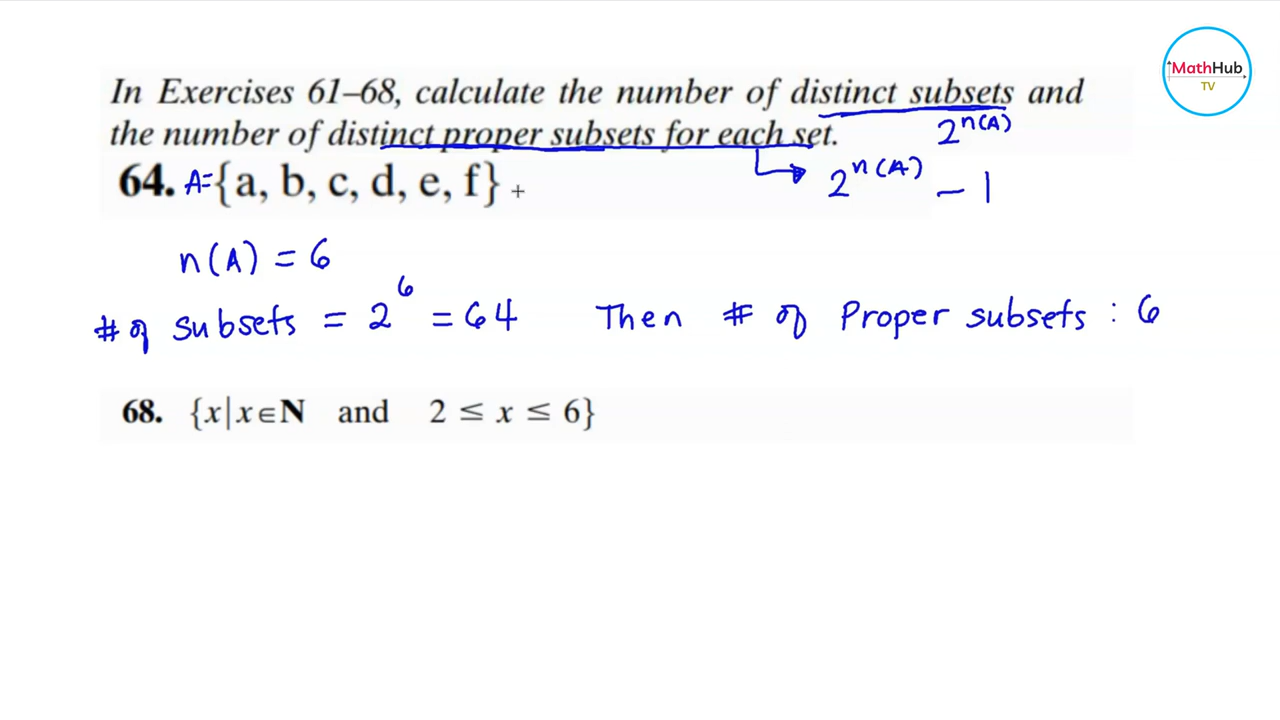 MathHub
TV
In Exercises 61–68, calculate the number of distinct subsets and
the number of distinct proper subsets for each set.
2^n(A)
2^n(A) – 1
64. A={a, b, c, d, e, f}
n(A) = 6
# of subsets = 2^6 = 64 Then # of Proper subsets : 6
68. {x|x∈N and 2 ≤ x ≤ 6}